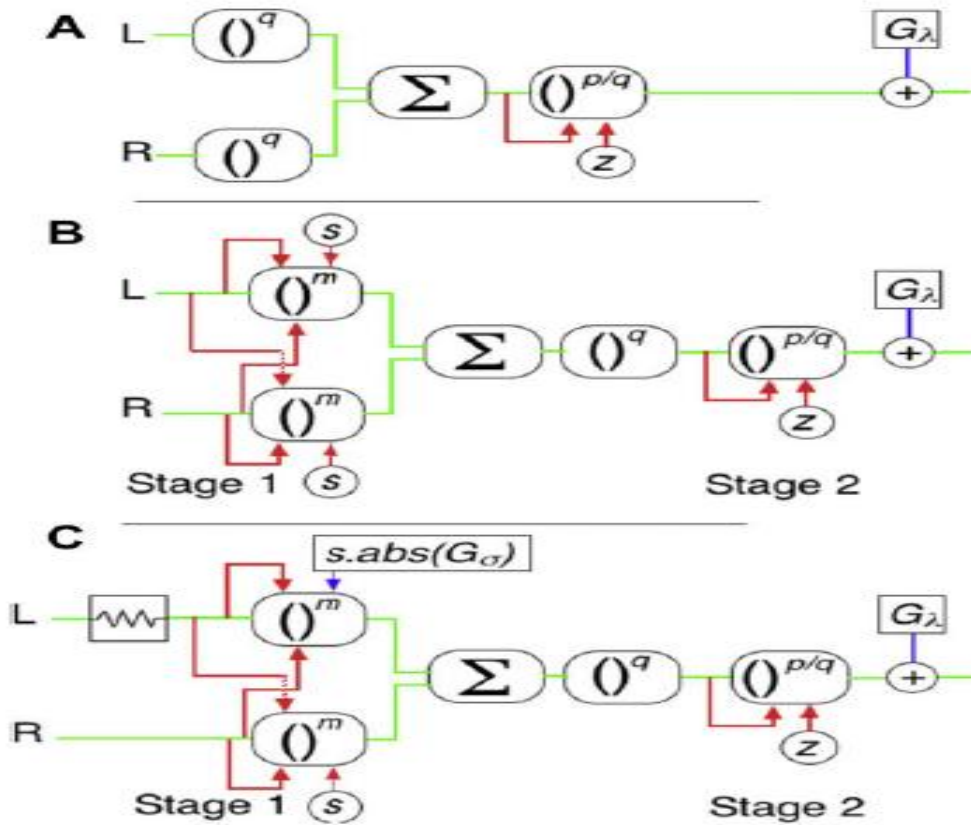 A
L
()^q
R
()^q
Σ
()^p/q
z
G_λ
+
B
s
L
()^m
R
()^m
s
Σ
()^q
()^p/q
z
G_λ
+
Stage 1
Stage 2
C
s.abs(G_σ)
L
()^m
R
()^m
s
Σ
()^q
()^p/q
z
G_λ
+
Stage 1
Stage 2